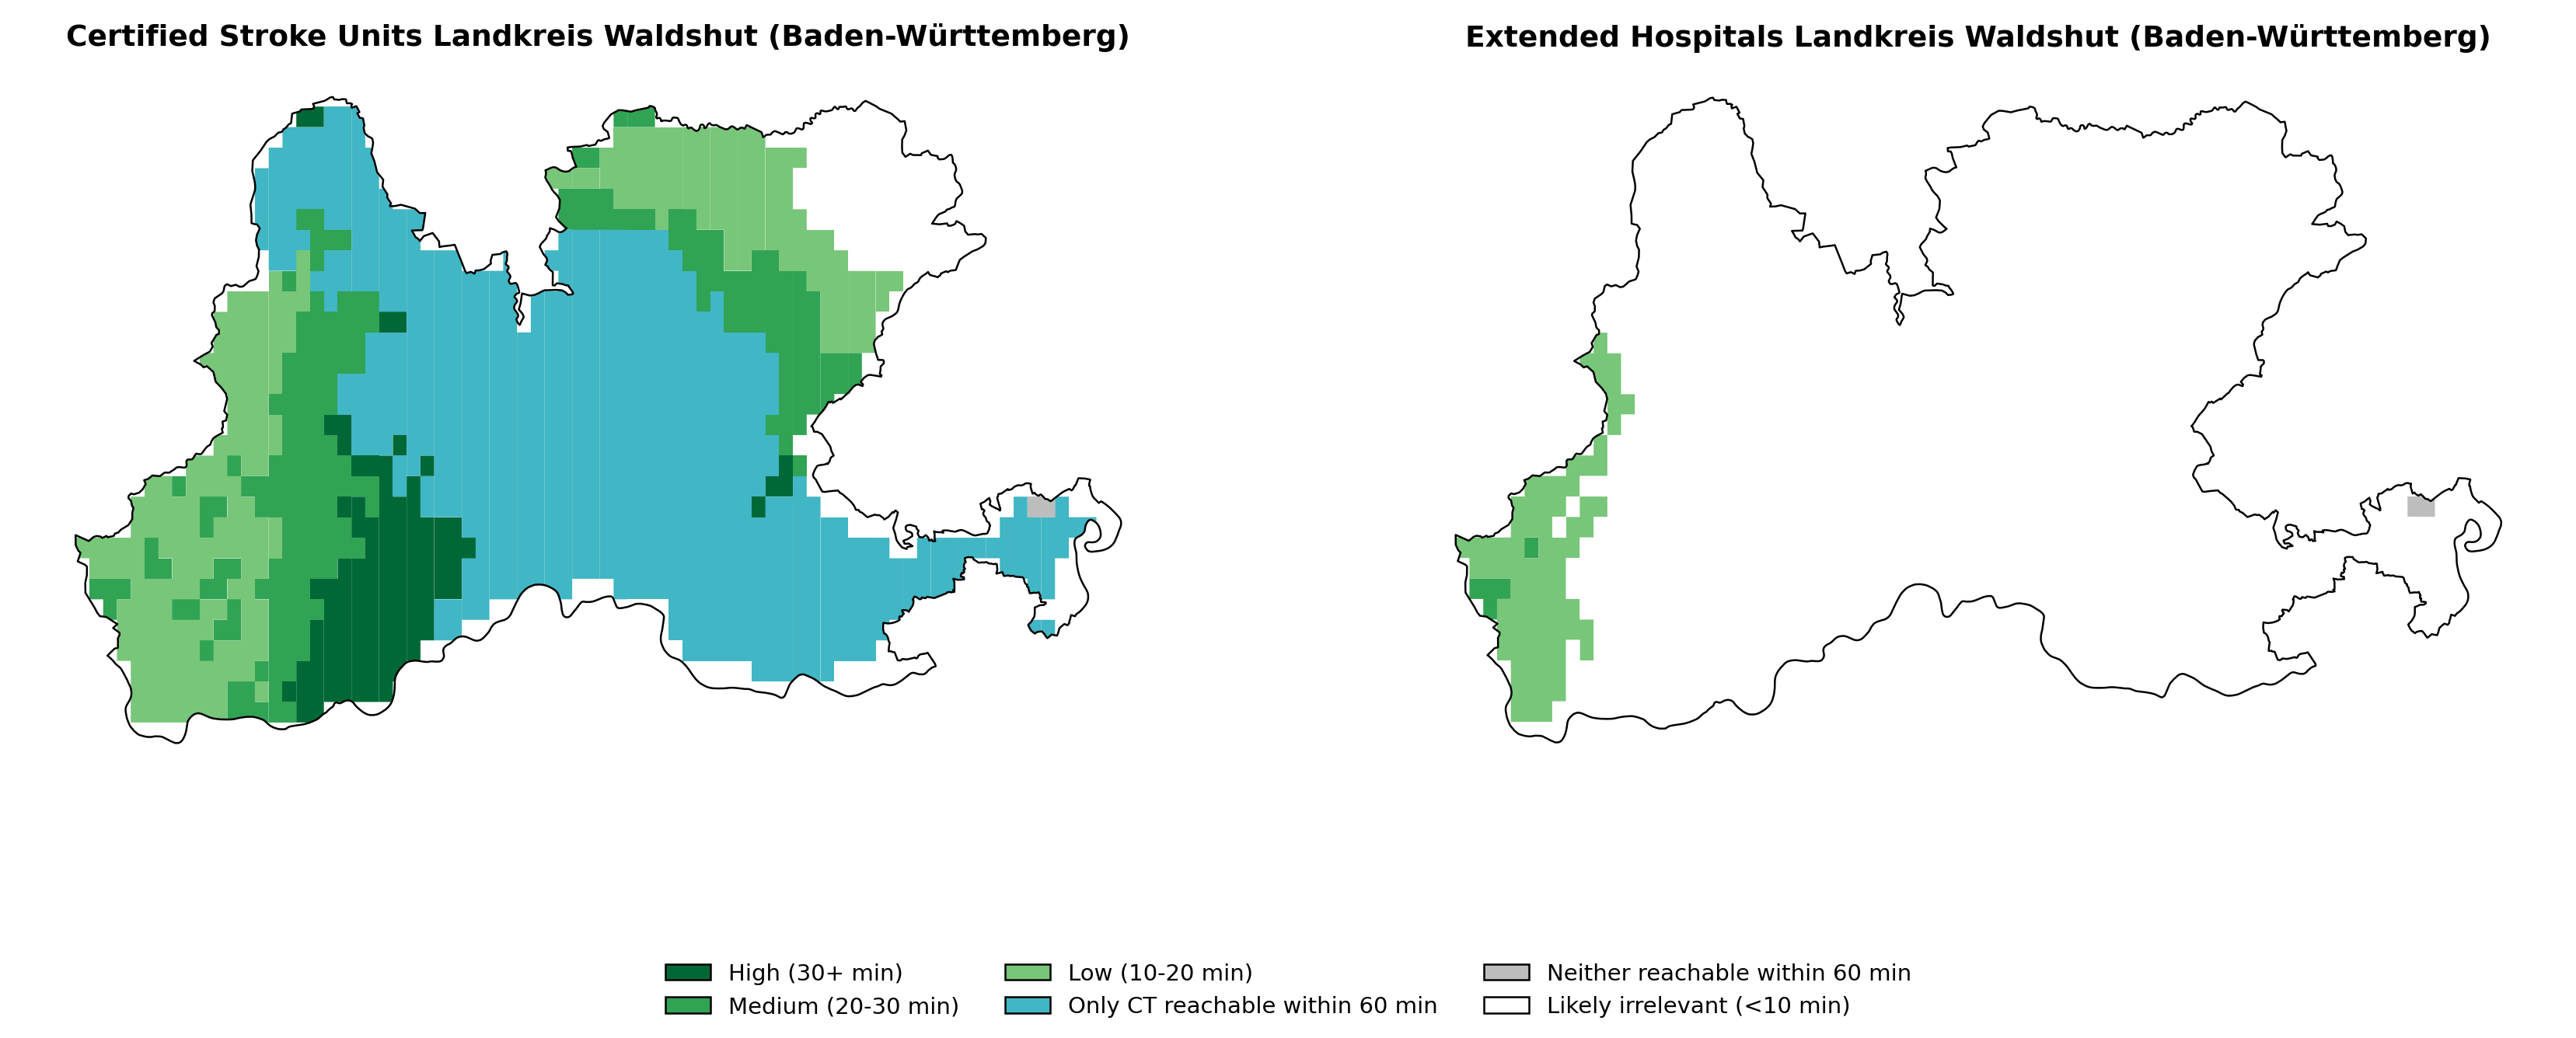 Certified Stroke Units Landkreis Waldshut (Baden-Württemberg)
Extended Hospitals Landkreis Waldshut (Baden-Württemberg)
High (30+ min)
Medium (20-30 min)
Low (10-20 min)
Only CT reachable within 60 min
Neither reachable within 60 min
Likely irrelevant (<10 min)